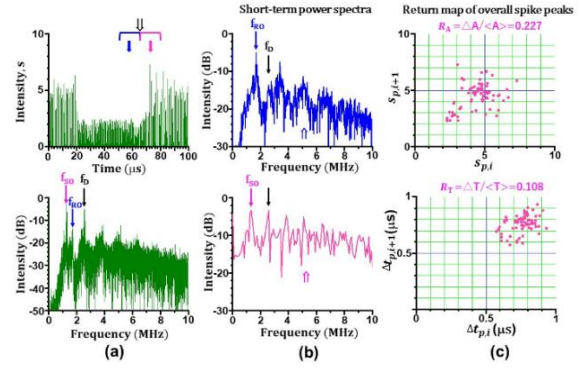 Short-term power spectra
Return map of overall spike peaks
f_RO
f_D
R_A = △A/<A>=0.227
Intensity, s
10
5
0
0 20 40 60 80 100
Time (μs)
Intensity (dB)
0
-10
-20
-30
-40
0 2 4 6 8 10
Frequency (MHz)
s_p,i+1
10
5
0
0 5 10
s_p,i
f_SO
f_RO
f_D
Intensity (dB)
0
-10
-20
-30
-40
-50
0 2 4 6 8 10
Frequency (MHz)
(a)
f_SO
Intensity (dB)
0
-10
-20
-30
0 2 4 6 8 10
Frequency (MHz)
(b)
R_T = △T/<T>=0.108
Δt_p,i+1 (μs)
1.0
0.5
0.0
0 0.5 1.0
Δt_p,i (μs)
(c)